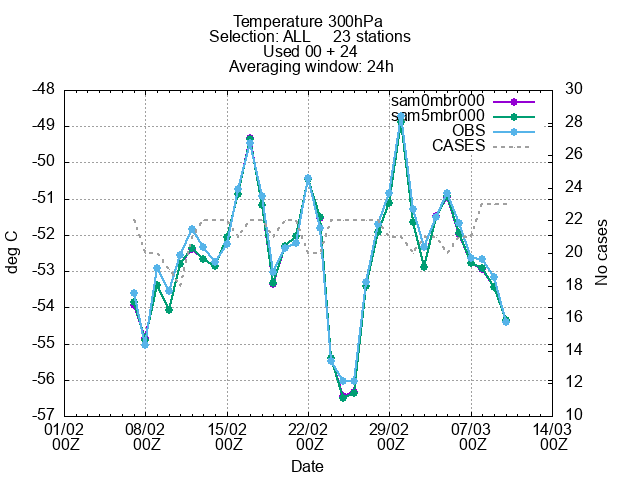 Temperature 300hPa
Selection: ALL 23 stations
Used 00 + 24
Averaging window: 24h
sam0mbr000
sam5mbr000
OBS
CASES
-48
-49
-50
-51
-52
-53
-54
-55
-56
-57
deg C
30
28
26
24
22
20
18
16
14
12
10
No cases
01/02 08/02 15/02 22/02 29/02 07/03 14/03
00Z 00Z 00Z 00Z 00Z 00Z 00Z
Date